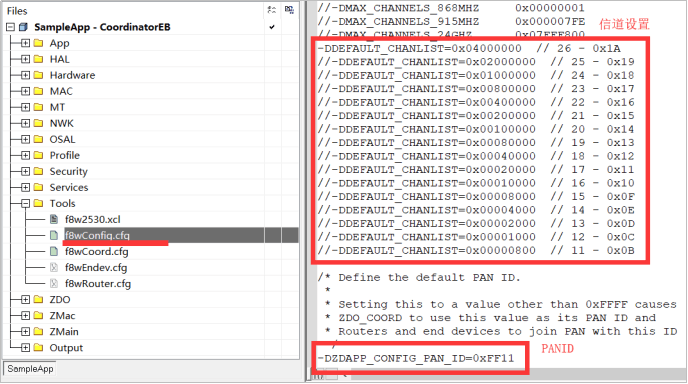 Files
SampleApp - CoordinatorEB
App
HAL
Hardware
MAC
MT
NWK
OSAL
Profile
Security
Services
Tools
f8w2530.xcl
f8wConfig.cfg
f8wCoord.cfg
f8wEndev.cfg
f8wRouter.cfg
ZDO
ZMac
ZMain
Output
SampleApp
//-DMAX_CHANNELS_868MHZ 0x00000001
//-DMAX_CHANNELS_915MHZ 0x000007FE
//-DMAX_CHANNELS_24GHZ 0x07FFF800
信道设置
-DDEFAULT_CHANLIST=0x04000000 // 26 - 0x1A
//-DDEFAULT_CHANLIST=0x02000000 // 25 - 0x19
//-DDEFAULT_CHANLIST=0x01000000 // 24 - 0x18
//-DDEFAULT_CHANLIST=0x00800000 // 23 - 0x17
//-DDEFAULT_CHANLIST=0x00400000 // 22 - 0x16
//-DDEFAULT_CHANLIST=0x00200000 // 21 - 0x15
//-DDEFAULT_CHANLIST=0x00100000 // 20 - 0x14
//-DDEFAULT_CHANLIST=0x00080000 // 19 - 0x13
//-DDEFAULT_CHANLIST=0x00040000 // 18 - 0x12
//-DDEFAULT_CHANLIST=0x00020000 // 17 - 0x11
//-DDEFAULT_CHANLIST=0x00010000 // 16 - 0x10
//-DDEFAULT_CHANLIST=0x00008000 // 15 - 0x0F
//-DDEFAULT_CHANLIST=0x00004000 // 14 - 0x0E
//-DDEFAULT_CHANLIST=0x00002000 // 13 - 0x0D
//-DDEFAULT_CHANLIST=0x00001000 // 12 - 0x0C
//-DDEFAULT_CHANLIST=0x00000800 // 11 - 0x0B
/* Define the default PAN ID.
*
* Setting this to a value other than 0xFFFF causes
* ZDO_COORD to use this value as its PAN ID and
* Routers and end devices to join PAN with this ID
*/
-DZDAPP_CONFIG_PAN_ID=0xFF11
PANID